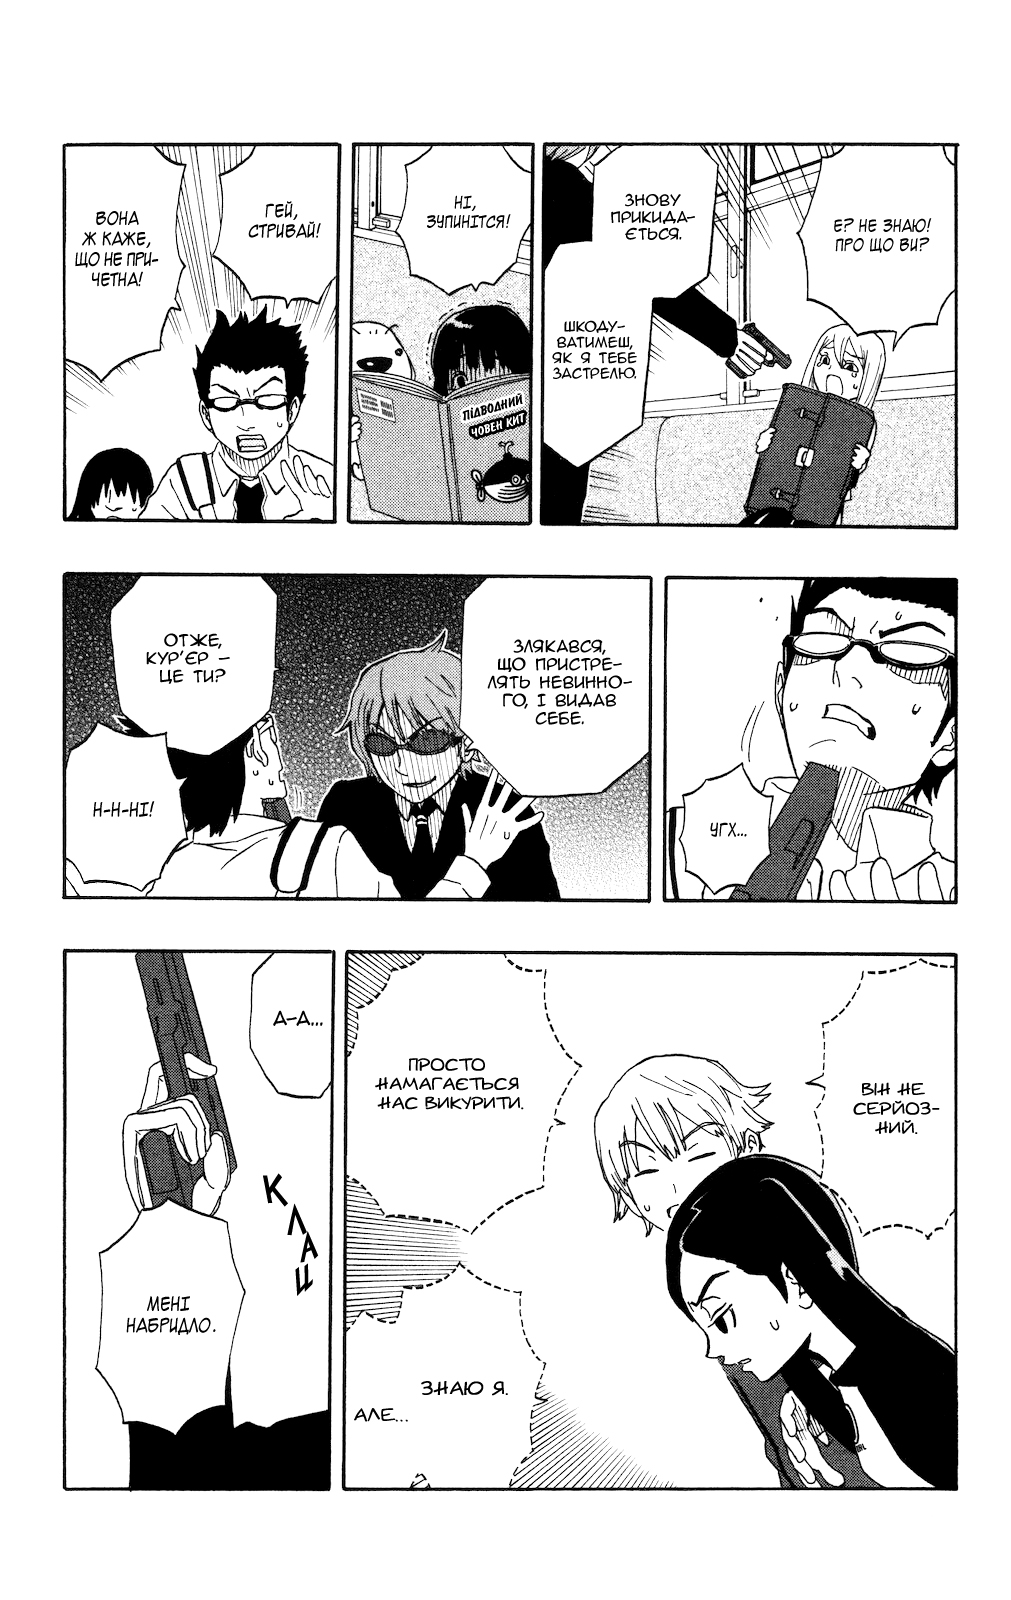 Е? НЕ ЗНАЮ!
ПРО ЩО ВИ?
ЗНОВУ
ПРИКИДА-
ЄТЬСЯ.
ШКОДУ-
ВАТИМЕШ,
ЯК Я ТЕБЕ
ЗАСТРЕЛЮ.
НІ,
ЗУПИНІТСЯ!
ПІДВОДНИЙ
ЧОВЕН КИТ
ГЕЙ,
СТРИВАЙ!
ВОНА
Ж КАЖЕ,
ЩО НЕ ПРИ-
ЧЕТНА!
УГХ...
ЗЛЯКАВСЯ,
ЩО ПРИСТРЕ-
ЛЯТЬ НЕВИННО-
ГО, І ВИДАВ
СЕБЕ.
ОТЖЕ,
КУР'ЄР –
ЦЕ ТИ?
Н-Н-НІ!
ВІН НЕ
СЕРЙОЗ-
НИЙ.
ПРОСТО
НАМАГАЄТЬСЯ
НАС ВИКУРИТИ.
ЗНАЮ Я.
АЛЕ...
А-А...
КЛАЦ
МЕНІ
НАБРИДЛО.